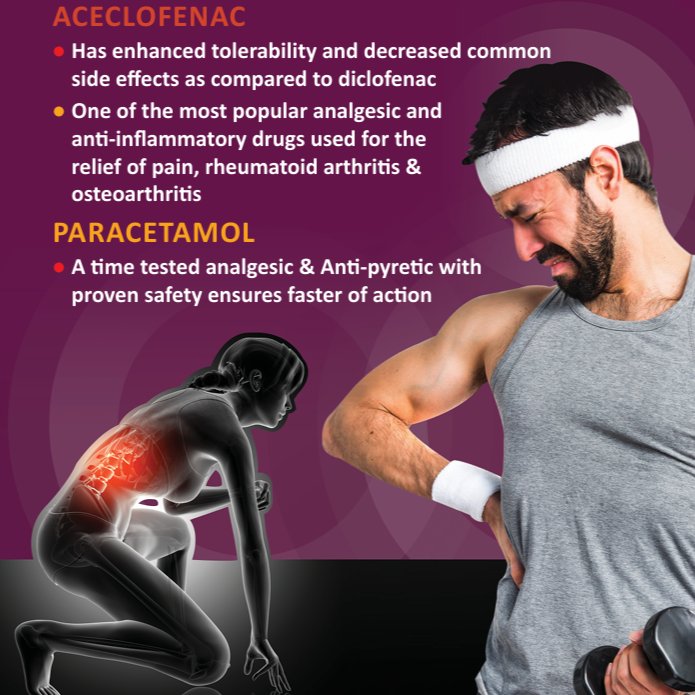 ACECLOFENAC
• Has enhanced tolerability and decreased common
side effects as compared to diclofenac
• One of the most popular analgesic and
anti-inflammatory drugs used for the
relief of pain, rheumatoid arthritis &
osteoarthritis
PARACETAMOL
• A time tested analgesic & Anti-pyretic with
proven safety ensures faster of action